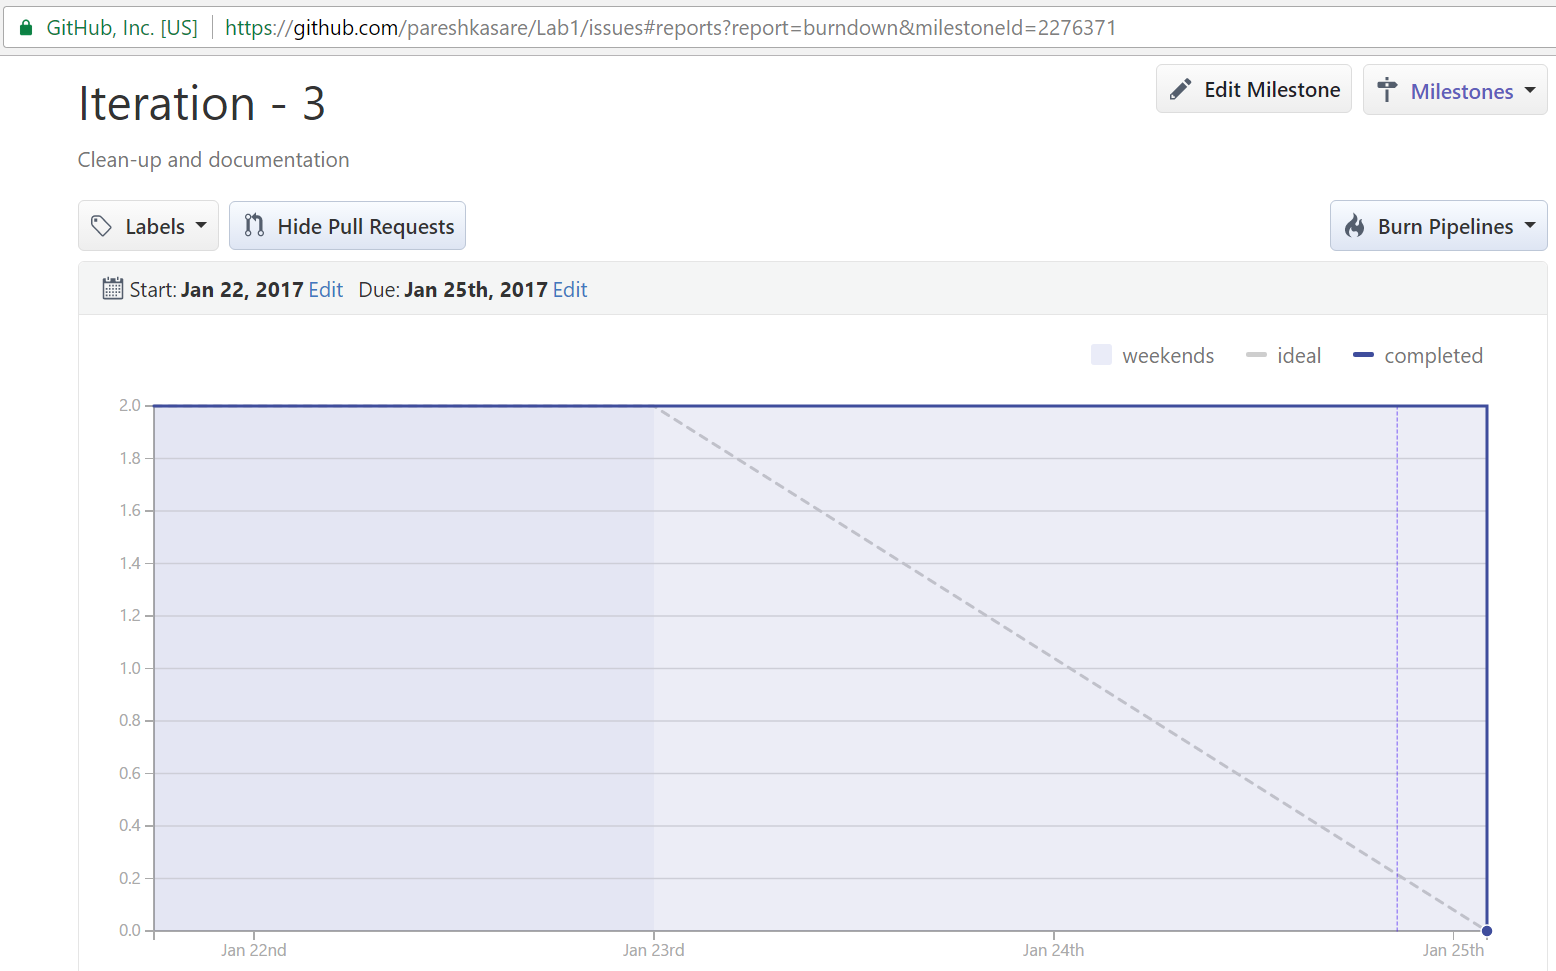 GitHub, Inc. [US] https://github.com/pareshkasare/Lab1/issues#reports?report=burndown&milestoneId=2276371
Iteration - 3
Edit Milestone
Milestones
Clean-up and documentation
Labels
Hide Pull Requests
Burn Pipelines
Start: Jan 22, 2017 Edit Due: Jan 25th, 2017 Edit
weekends ideal completed
2.0
1.8
1.6
1.4
1.2
1.0
0.8
0.6
0.4
0.2
0.0
Jan 22nd Jan 23rd Jan 24th Jan 25th